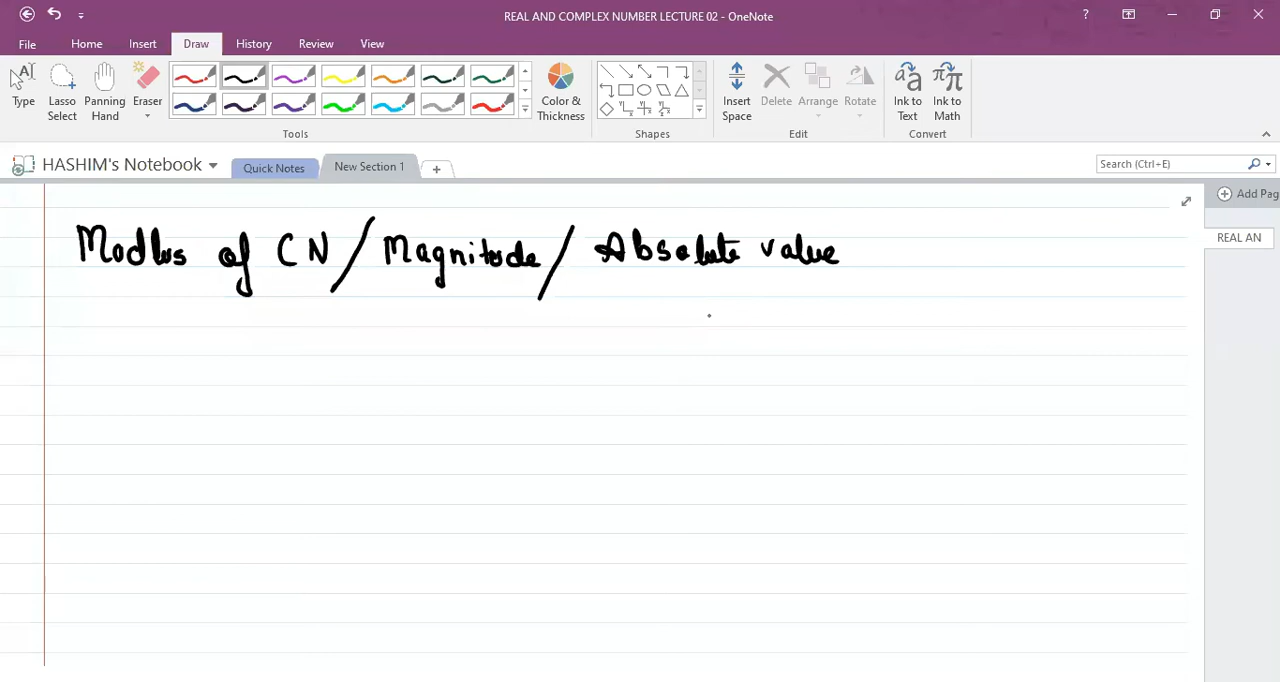 REAL AND COMPLEX NUMBER LECTURE 02 - OneNote
?
File Home Insert Draw History Review View
Type Lasso Select Panning Hand Eraser
Color & Thickness
Insert Space Delete Arrange Rotate
Ink to Text Ink to Math
Tools Shapes Edit Convert
HASHIM's Notebook Quick Notes New Section 1 + Search (Ctrl+E)
Add Pag
REAL AN
Modlus of CN / Magnitude / Absolute value